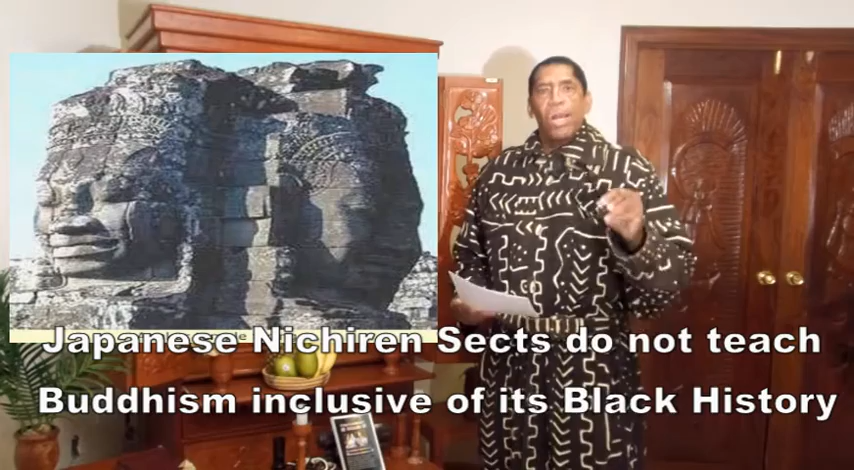 Japanese Nichiren Sects do not teach
Buddhism inclusive of its Black History